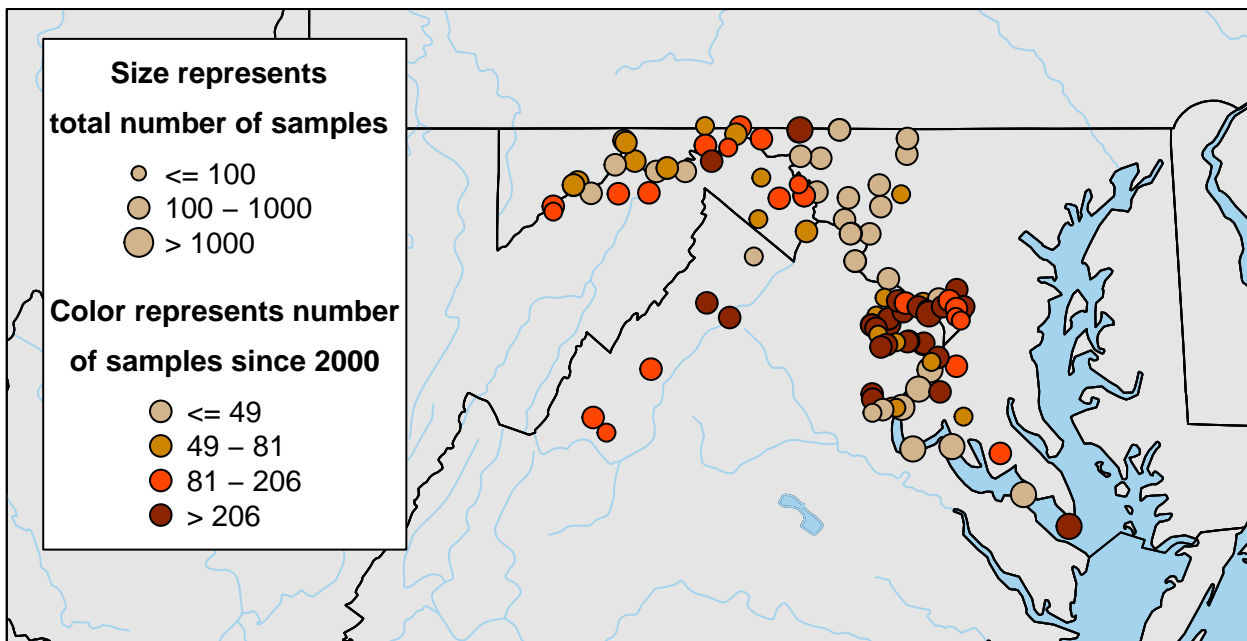 Size represents
total number of samples
<= 100
100 – 1000
> 1000
Color represents number
of samples since 2000
<= 49
49 – 81
81 – 206
> 206